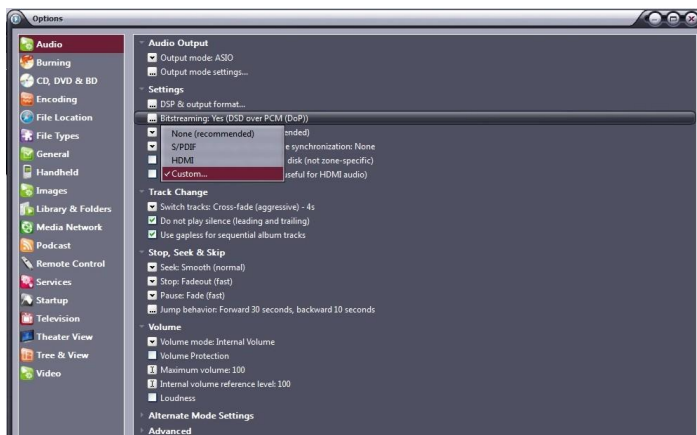 Options
Audio
Burning
CD, DVD & BD
Encoding
File Location
File Types
General
Handheld
Images
Library & Folders
Media Network
Podcast
Remote Control
Services
Startup
Television
Theater View
Tree & View
Video
Audio Output
Output mode: ASIO
Output mode settings...
Settings
DSP & output format...
Bitstreaming: Yes (DSD over PCM (DoP))
None (recommended)
S/PDIF
HDMI
Custom...
ended)
e synchronization: None
disk (not zone-specific)
useful for HDMI audio)
Track Change
Switch tracks: Cross-fade (aggressive) - 4s
Do not play silence (leading and trailing)
Use gapless for sequential album tracks
Stop, Seek & Skip
Seek: Smooth (normal)
Stop: Fadeout (fast)
Pause: Fade (fast)
Jump behavior: Forward 30 seconds, backward 10 seconds
Volume
Volume mode: Internal Volume
Volume Protection
Maximum volume: 100
Internal volume reference level: 100
Loudness
Alternate Mode Settings
Advanced